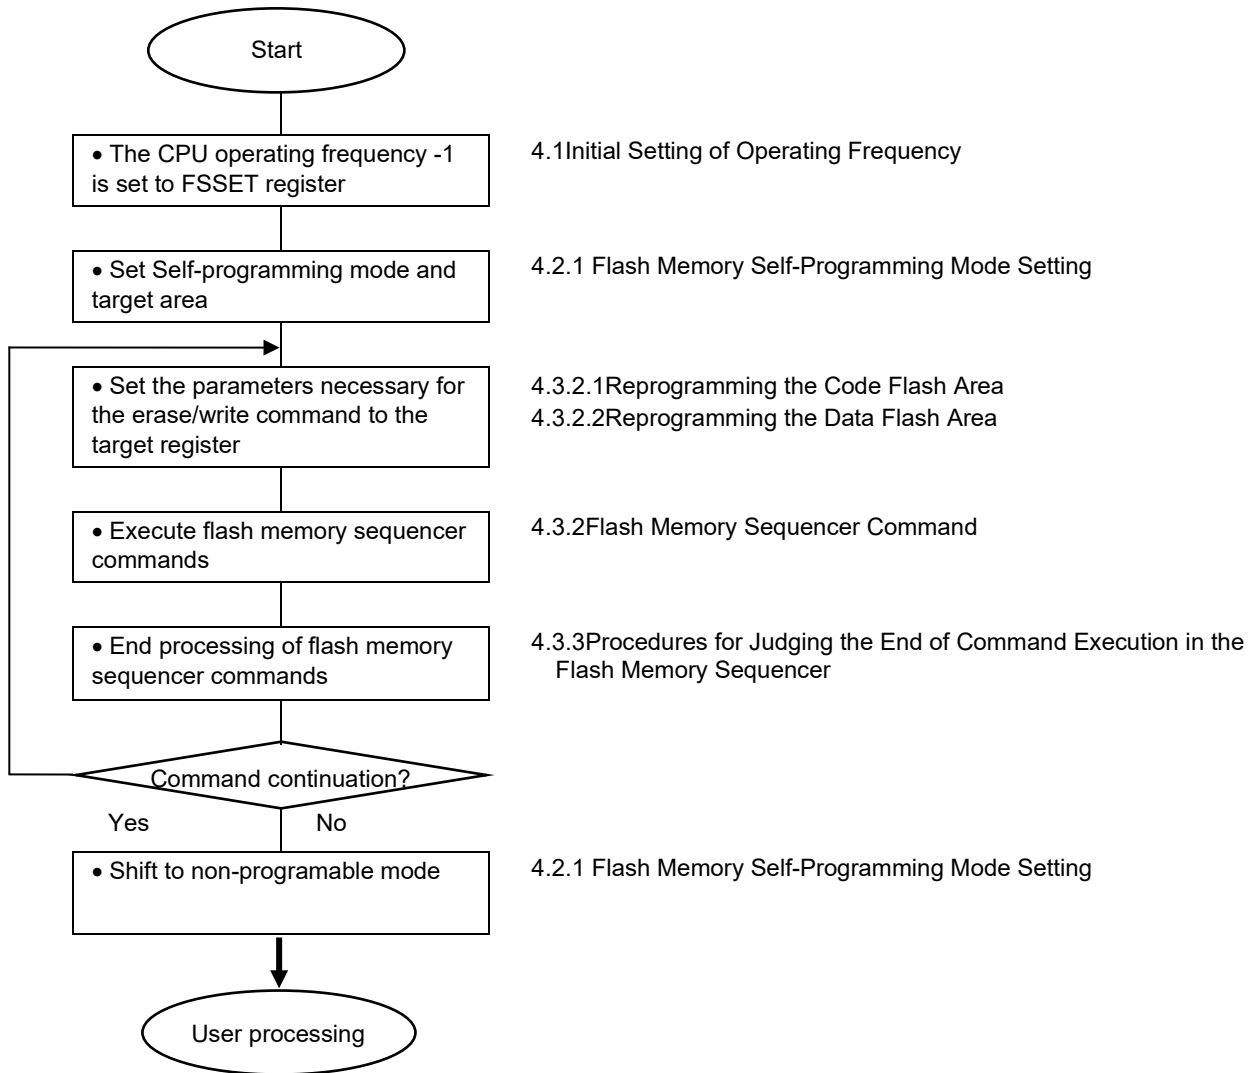 Start
• The CPU operating frequency -1
is set to FSSET register
4.1Initial Setting of Operating Frequency
• Set Self-programming mode and
target area
4.2.1 Flash Memory Self-Programming Mode Setting
• Set the parameters necessary for
the erase/write command to the
target register
4.3.2.1Reprogramming the Code Flash Area
4.3.2.2Reprogramming the Data Flash Area
• Execute flash memory sequencer
commands
4.3.2Flash Memory Sequencer Command
• End processing of flash memory
sequencer commands
4.3.3Procedures for Judging the End of Command Execution in the
Flash Memory Sequencer
Command continuation?
Yes
No
• Shift to non-programable mode
4.2.1 Flash Memory Self-Programming Mode Setting
User processing